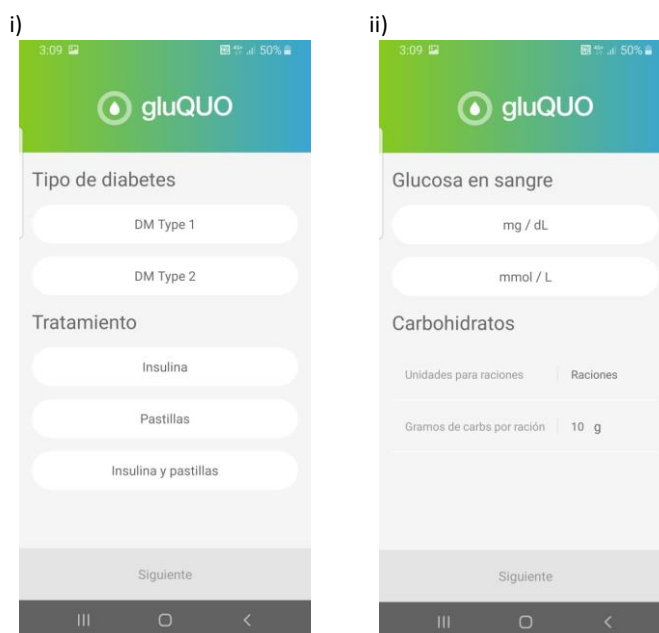 i)
3:09 50%
gluQUO
Tipo de diabetes
DM Type 1
DM Type 2
Tratamiento
Insulina
Pastillas
Insulina y pastillas
Siguiente
ii)
3:09 50%
gluQUO
Glucosa en sangre
mg / dL
mmol / L
Carbohidratos
Unidades para raciones Raciones
Gramos de carbs por ración 10 g
Siguiente